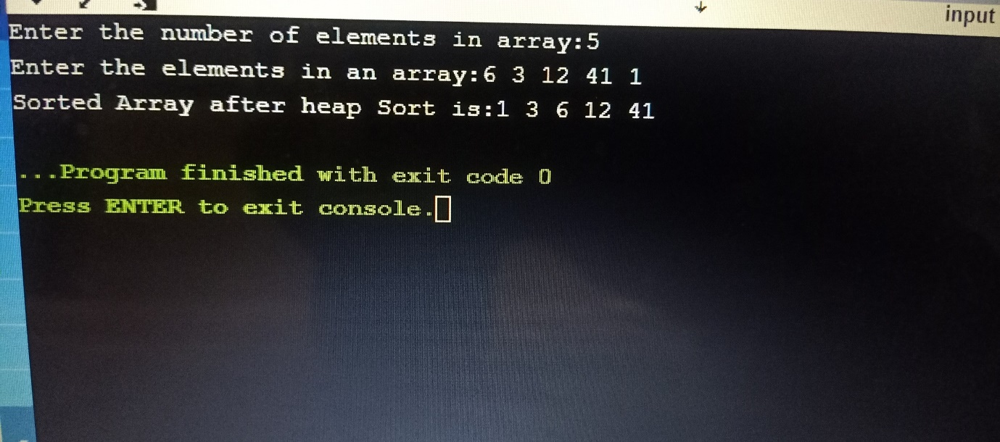 input
Enter the number of elements in array:5
Enter the elements in an array:6 3 12 41 1
Sorted Array after heap Sort is:1 3 6 12 41
...Program finished with exit code 0
Press ENTER to exit console.